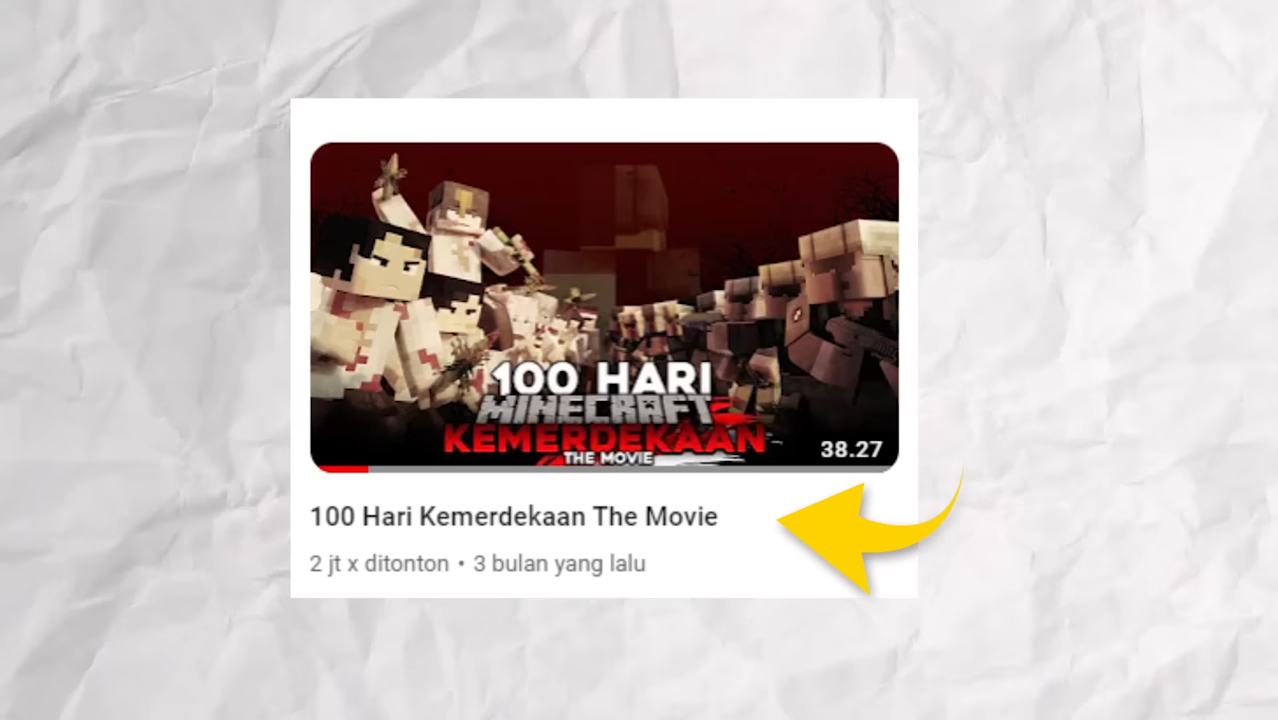 100 HARI
MINECRAFT
KEMERDEKAAN
THE MOVIE
38.27
100 Hari Kemerdekaan The Movie
2 jt x ditonton • 3 bulan yang lalu